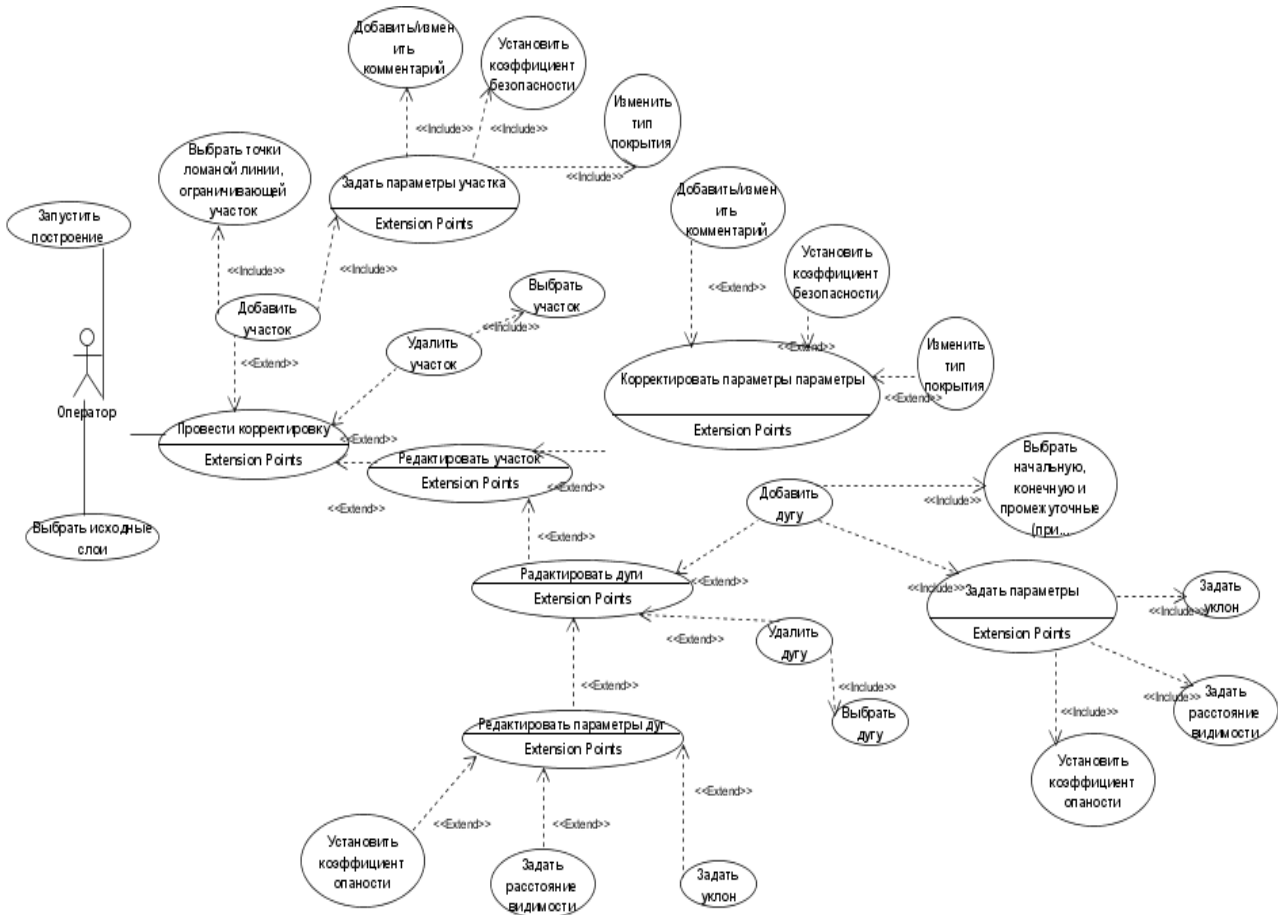 Добавить/измен
ить
комментарий
Установить
коэффициент
безопасности
Изменить
тип
покрытия
<<Include>>
<<Include>>
<<Include>>
Выбрать точки
ломаной линии,
ограничивающей
участок
Задать параметры участка
Extension Points
Добавить/измен
ить
комментарий
Запустить
построение
<<Include>>
<<Include>>
Установить
коэффициент
безопасности
<<Extend>>
Выбрать
участок
<<Include>>
Добавить
участок
Удалить
участок
<<Extend>>
<<Extend>>
Изменить
тип
покрытия
<<Extend>>
Корректировать параметры параметры
Extension Points
Оператор
Провести корректировку
Extension Points
<<Extend>>
<<Extend>>
Редактировать участок
Extension Points
<<Extend>>
<<Extend>>
Выбрать
начальную,
конечную и
промежуточные
(при...
<<Include>>
Добавить
дугу
Выбрать исходные
слои
Радактировать дуги
Extension Points
<<Extend>>
<<Extend>>
<<Include>>
Задать параметры
Extension Points
Задать
уклон
<<Include>>
Удалить
дугу
<<Include>>
Выбрать
дугу
<<Extend>>
Редактировать параметры дуг
Extension Points
<<Include>>
Задать
расстояние
видимости
<<Include>>
Установить
коэффициент
опаности
<<Extend>>
<<Extend>>
<<Extend>>
Установить
коэффициент
опаности
Задать
расстояние
видимости
Задать
уклон